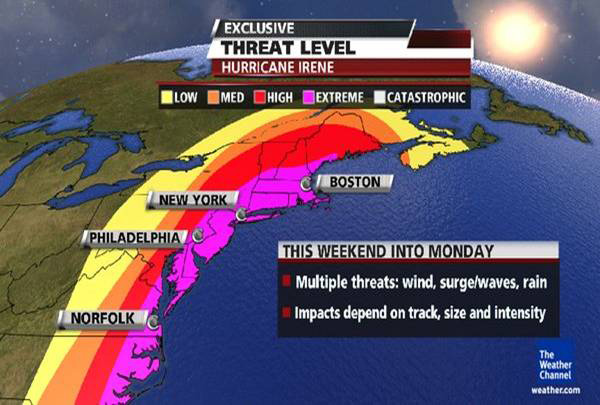 EXCLUSIVE
THREAT LEVEL
HURRICANE IRENE
LOW MED HIGH EXTREME CATASTROPHIC
BOSTON
NEW YORK
PHILADELPHIA
NORFOLK
THIS WEEKEND INTO MONDAY
Multiple threats: wind, surge/waves, rain
Impacts depend on track, size and intensity
The
Weather
Channel
weather.com